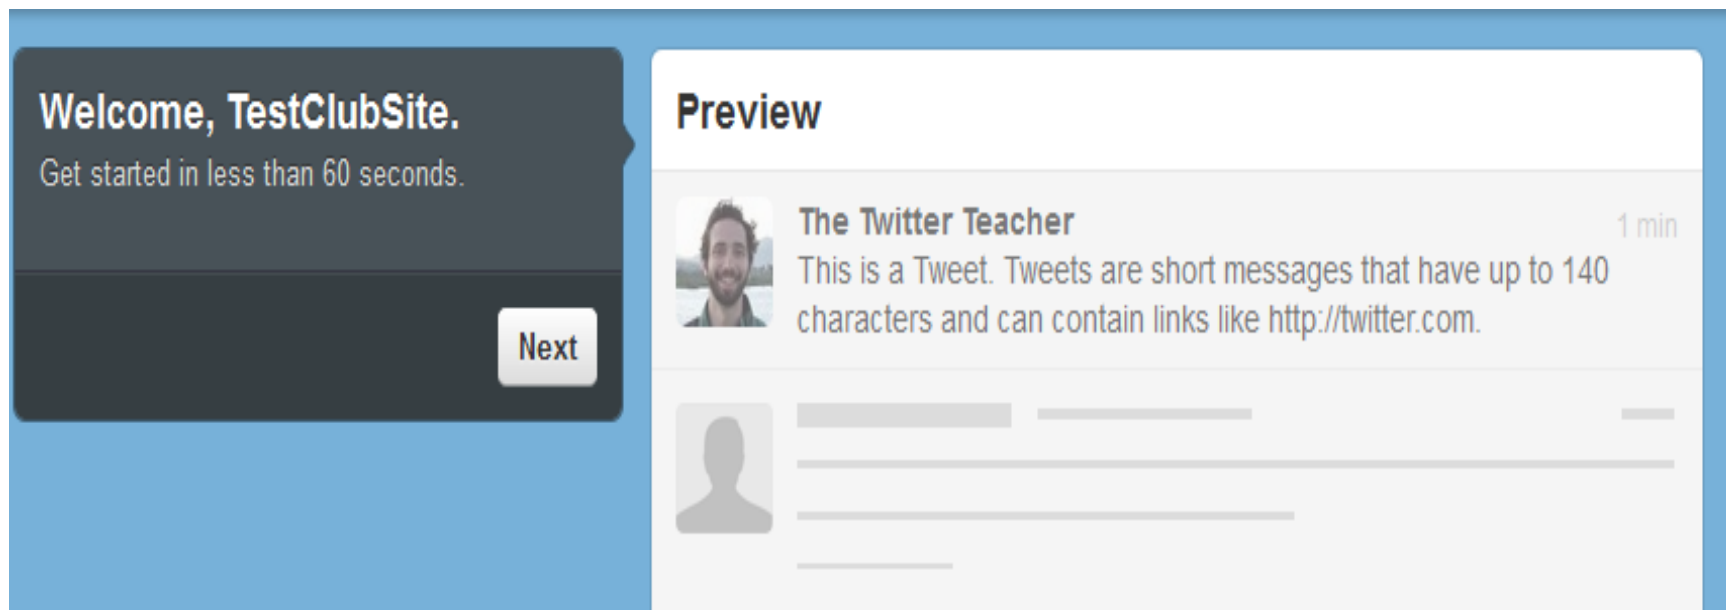 Welcome, TestClubSite.
Get started in less than 60 seconds.
Next
Preview
The Twitter Teacher
1 min
This is a Tweet. Tweets are short messages that have up to 140
characters and can contain links like http://twitter.com.